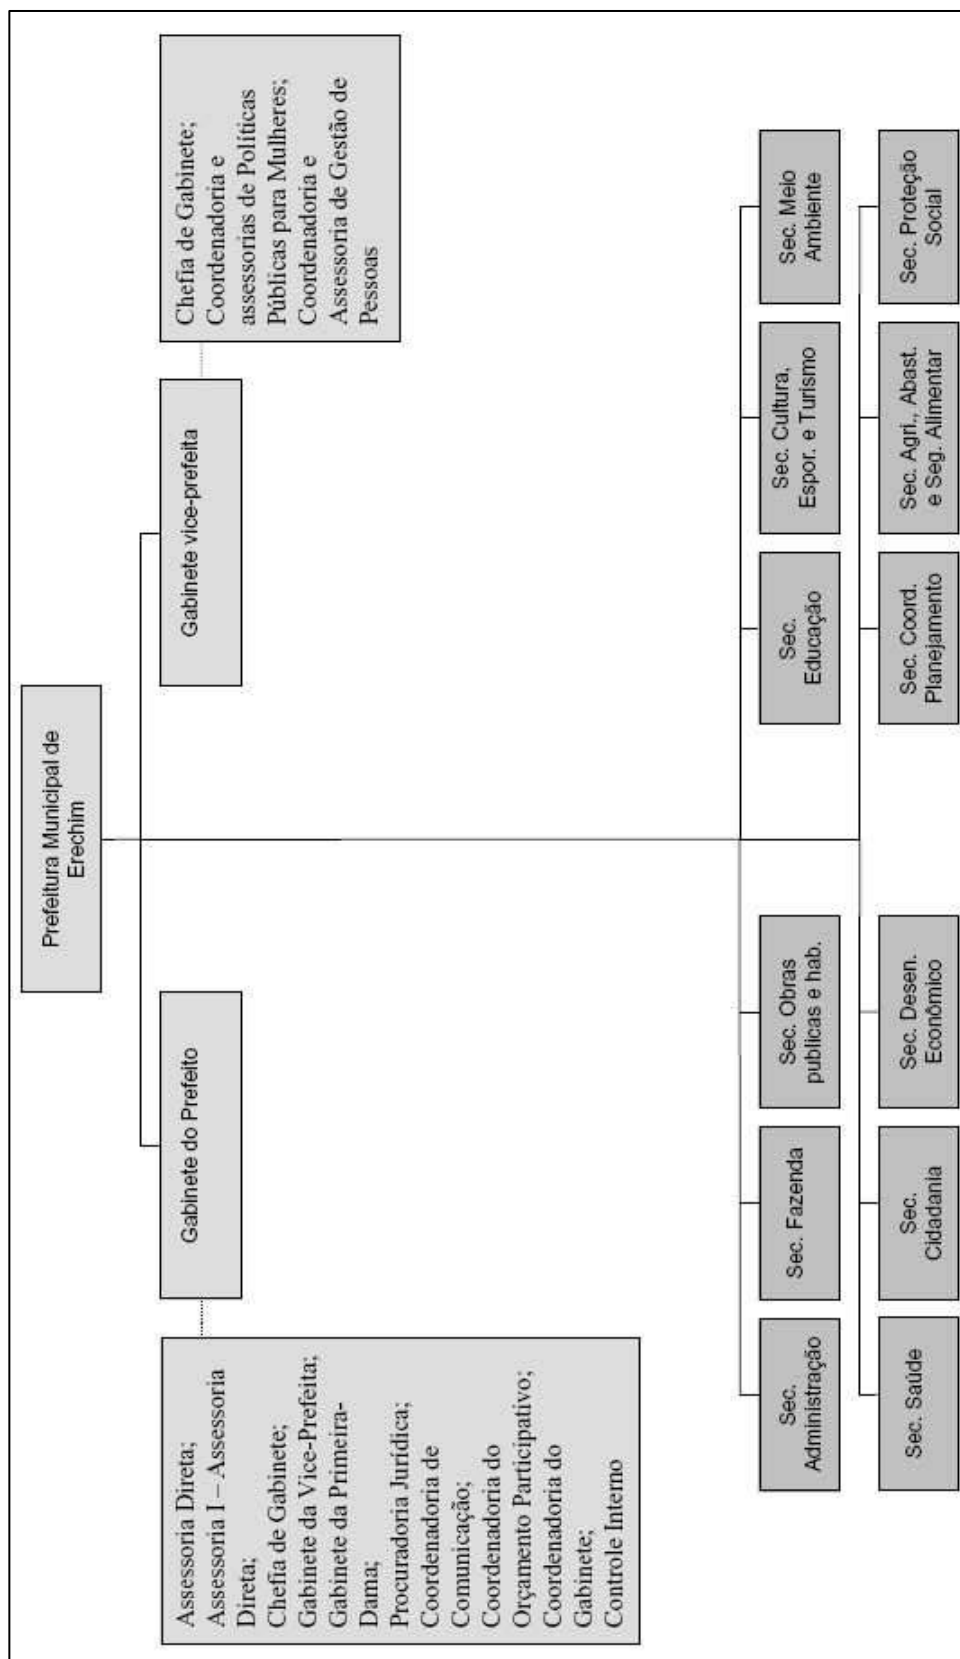 Prefeitura Municipal de
Erechim
Gabinete do Prefeito
Gabinete vice-prefeita
Assessoria Direta;
Assessoria I – Assessoria
Direta;
Chefia de Gabinete;
Gabinete da Vice-Prefeita;
Gabinete da Primeira-
Dama;
Procuradoria Jurídica;
Coordenadoria de
Comunicação;
Coordenadoria do
Orçamento Participativo;
Coordenadoria do
Gabinete;
Controle Interno
Chefia de Gabinete;
Coordenadoria e
assessorias de Políticas
Públicas para Mulheres;
Coordenadoria e
Assessoria de Gestão de
Pessoas
Sec.
Administração
Sec. Fazenda
Sec. Obras
publicas e hab.
Sec.
Educação
Sec. Cultura,
Espor. e Turismo
Sec. Meio
Ambiente
Sec. Saúde
Sec.
Cidadania
Sec. Desen.
Econômico
Sec. Coord.
Planejamento
Sec. Agri., Abast.
e Seg. Alimentar
Sec. Proteção
Social